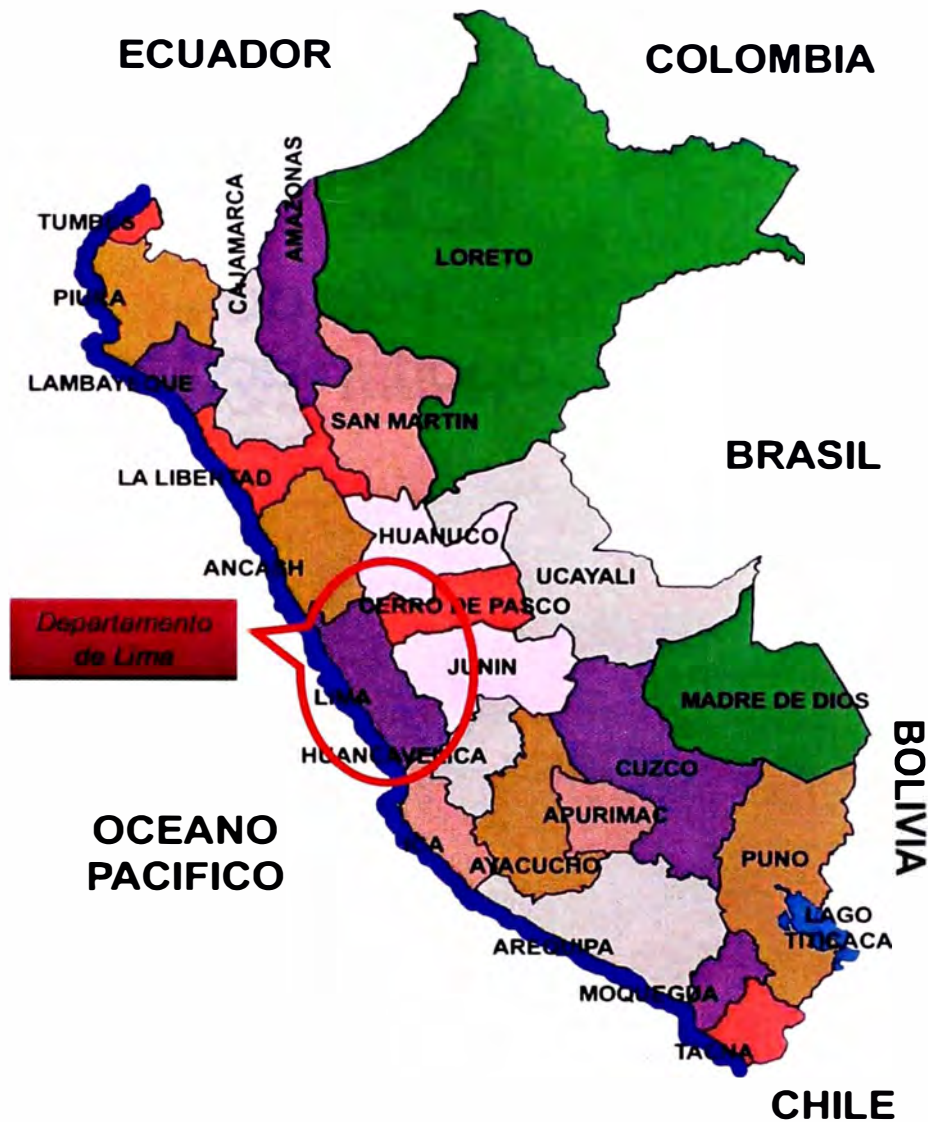 ECUADOR
COLOMBIA
CAJAMARCA
AMAZONAS
TUMBES
LORETO
PIURA
LAMBAYEQUE
SAN MARTIN
BRASIL
LA LIBERTAD
HUANUCO
ANCASH
UCAYALI
CERRO DE PASCO
Departamento
de Lima
JUNIN
LIMA
MADRE DE DIOS
HUANCAVELICA
CUZCO
BOLIVIA
APURIMAC
OCEANO
PACIFICO
ICA
AYACUCHO
PUNO
LAGO
TITICACA
AREQUIPA
MOQUEGUA
TACNA
CHILE